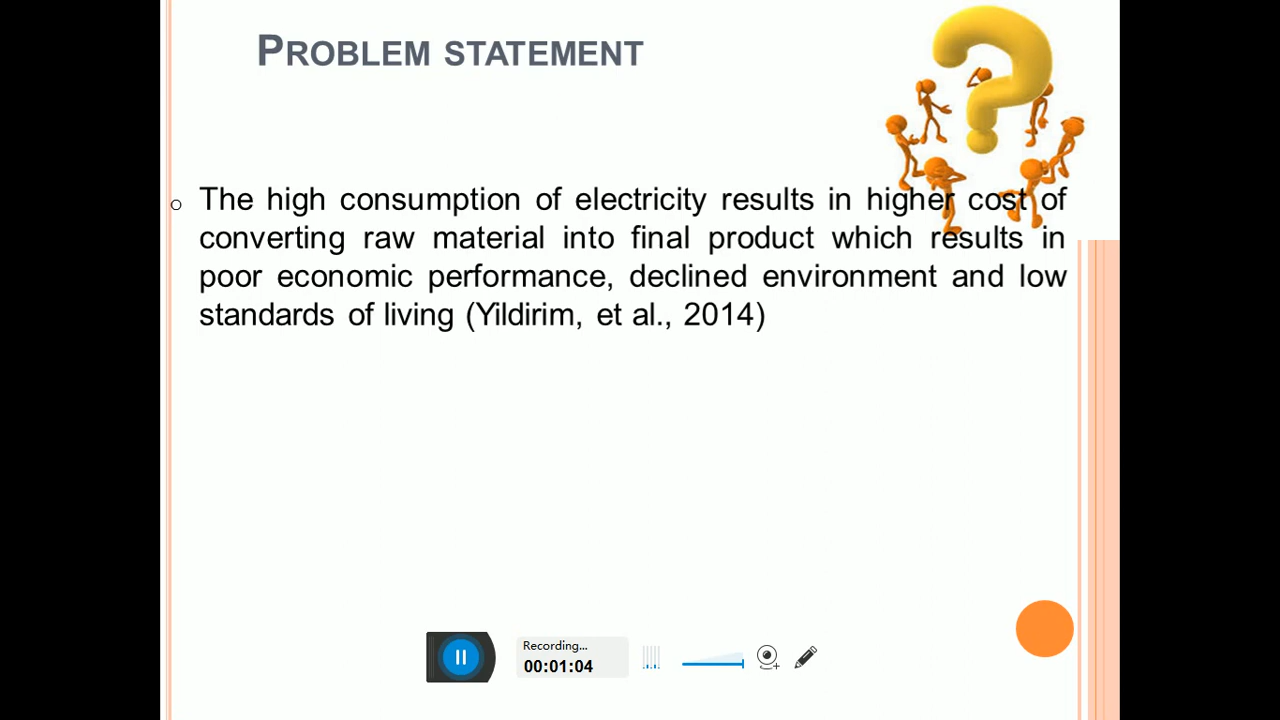 PROBLEM STATEMENT
o The high consumption of electricity results in higher cost of
converting raw material into final product which results in
poor economic performance, declined environment and low
standards of living (Yildirim, et al., 2014)
Recording...
00:01:04